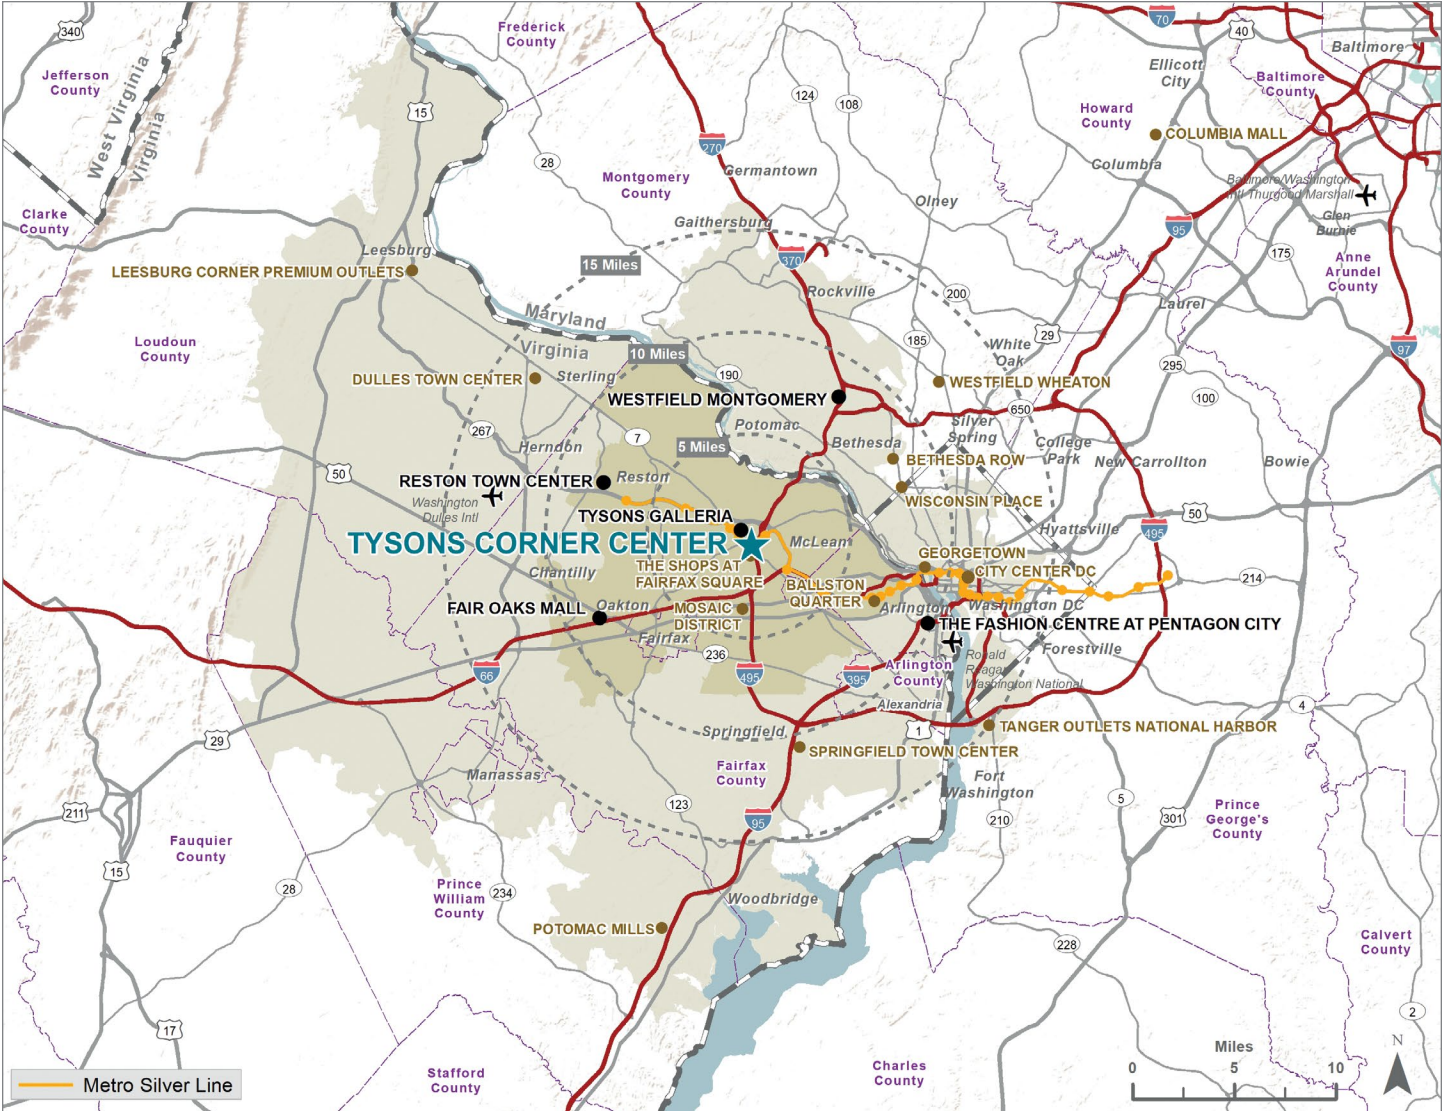 340
Frederick
County
70
40
Baltimore
Jefferson
County
West Virginia
Virginia
15
Ellicott
City
Baltimore
County
124
108
Howard
County
COLUMBIA MALL
270
28
Germantown
Columbia
Montgomery
County
Baltimore/Washington
Intl Thurgood Marshall
Clarke
County
Olney
Gaithersburg
95
Glen
Burnie
Leesburg
LEESBURG CORNER PREMIUM OUTLETS
15 Miles
370
175
Anne
Arundel
County
Rockville
200
Laurel
Maryland
Virginia
Loudoun
County
10 Miles
185
29
White
Oak
97
295
DULLES TOWN CENTER
Sterling
190
WESTFIELD WHEATON
WESTFIELD MONTGOMERY
100
650
Potomac
Silver
Spring
267
7
5 Miles
Herndon
Bethesda
College
Park
New Carrollton
Bowie
BETHESDA ROW
50
Reston
RESTON TOWN CENTER
Washington
Dulles Intl
WISCONSIN PLACE
50
TYSONS GALLERIA
Hyattsville
495
TYSONS CORNER CENTER
McLean
GEORGETOWN
CITY CENTER DC
THE SHOPS AT
FAIRFAX SQUARE
Chantilly
BALLSTON
QUARTER
214
FAIR OAKS MALL
Oakton
MOSAIC
DISTRICT
Arlington
Washington DC
THE FASHION CENTRE AT PENTAGON CITY
Fairfax
236
Ronald
Reagan
Washington National
Forestville
66
495
395
Arlington
County
Alexandria
4
Springfield
1
TANGER OUTLETS NATIONAL HARBOR
29
SPRINGFIELD TOWN CENTER
Fairfax
County
Manassas
Fort
Washington
123
5
211
95
210
301
Prince
George's
County
Fauquier
County
15
28
234
Prince
William
County
Woodbridge
POTOMAC MILLS
228
Calvert
County
17
2
Miles
N
0
5
10
Stafford
County
Charles
County
Metro Silver Line